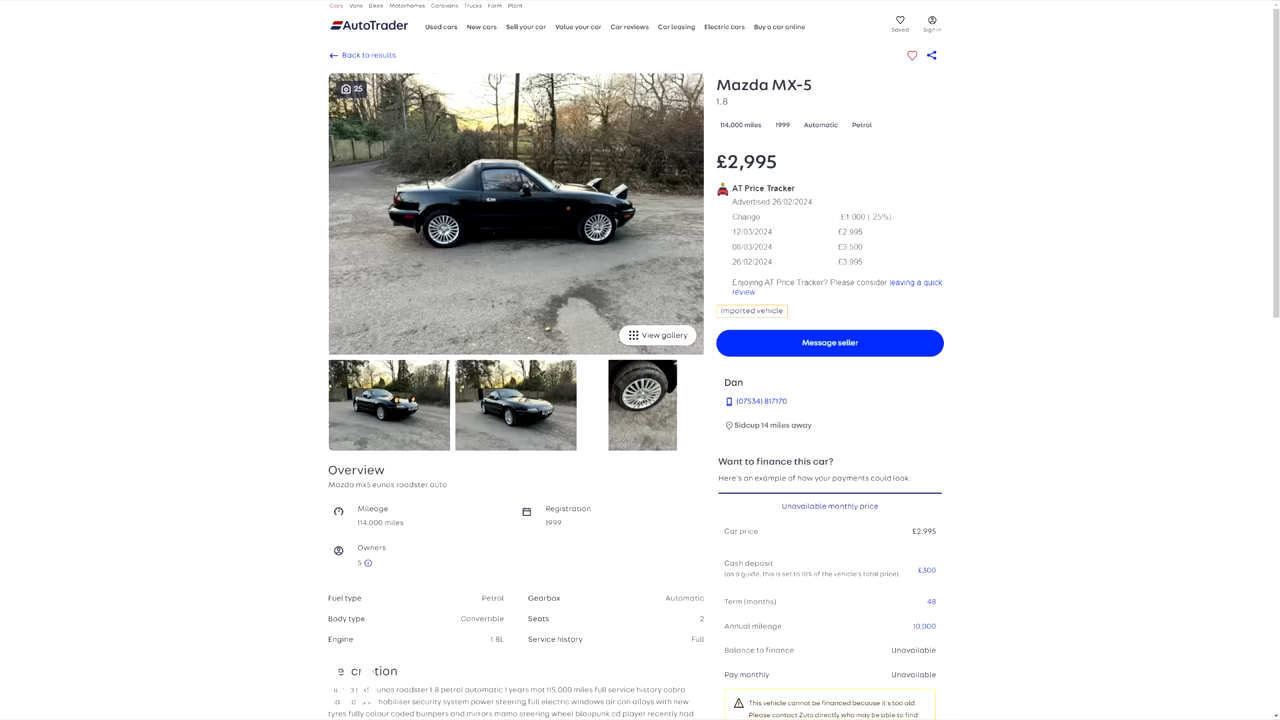 Cars Vans Bikes Motorhomes Caravans Trucks Farm Plant
AutoTrader
Used cars New cars Sell your car Value your car Car reviews Car leasing Electric cars Buy a car online
Saved
Sign in
Back to results
25
View gallery
Mazda MX-5
1.8
114,000 miles 1999 Automatic Petrol
£2,995
AT Price Tracker
Advertised 26/02/2024
Change £1 000 ( 25%)
12/03/2024 £2,995
08/03/2024 £3,500
26/02/2024 £3 995
Enjoying AT Price Tracker? Please consider leaving a quick
review
Imported vehicle
Message seller
Dan
(07534) 817170
Sidcup 14 miles away
Overview
Mazda mx5 eunos roadster auto
Mileage
114,000 miles
Registration
1999
Owners
5
Fuel type Petrol
Gearbox Automatic
Body type Convertible
Seats 2
Engine 1.8L
Service history Full
unos roadster 1.8 petrol automatic 1 years mot 115.000 miles full service history cobra
mobiliser security system power steering full electric windows air con alloys with new
tyres fully colour coded bumpers and mirrors mamo steering wheel blaupunk cd player recently had
Want to finance this car?
Here's an example of how your payments could look:
Unavailable monthly price
Car price £2,995
Cash deposit £300
(as a guide, this is set to 10% of the vehicle's total price)
Term (months) 48
Annual mileage 10,000
Balance to finance Unavailable
Pay monthly Unavailable
This vehicle cannot be financed because it's too old.
Please contact Zuto directly who may be able to find